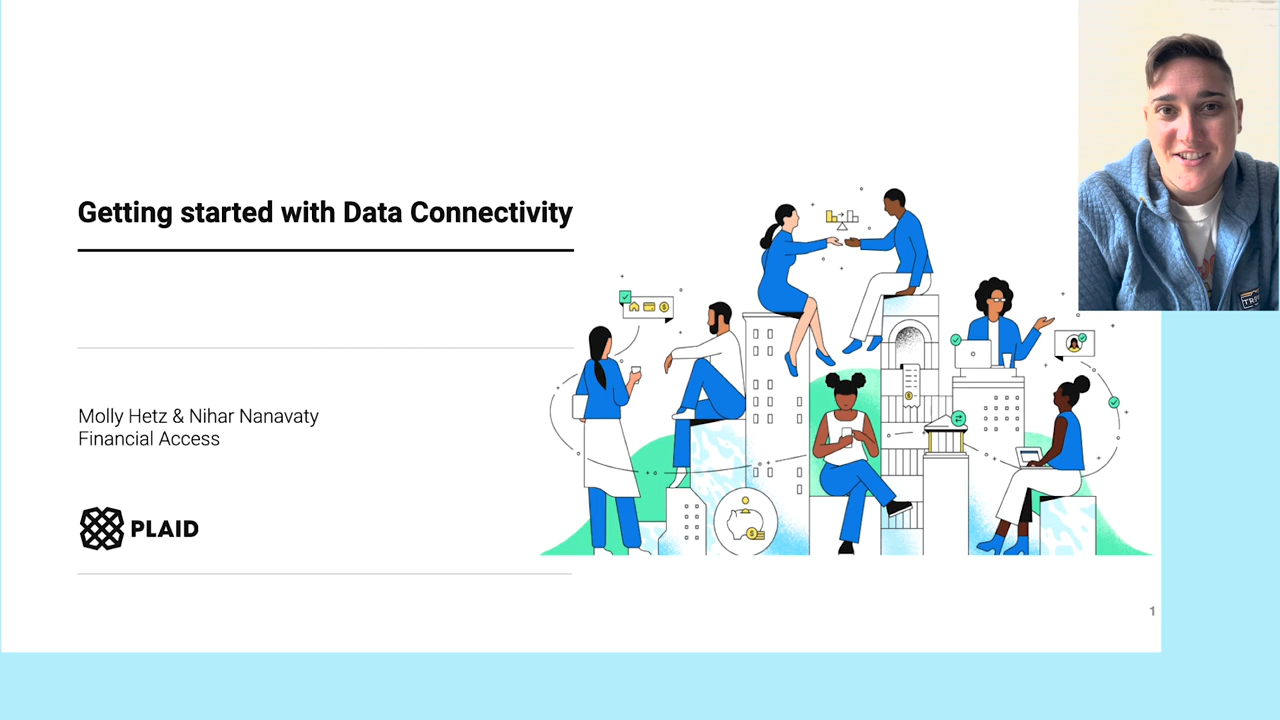 Getting started with Data Connectivity
Molly Hetz & Nihar Nanavaty
Financial Access
PLAID
1